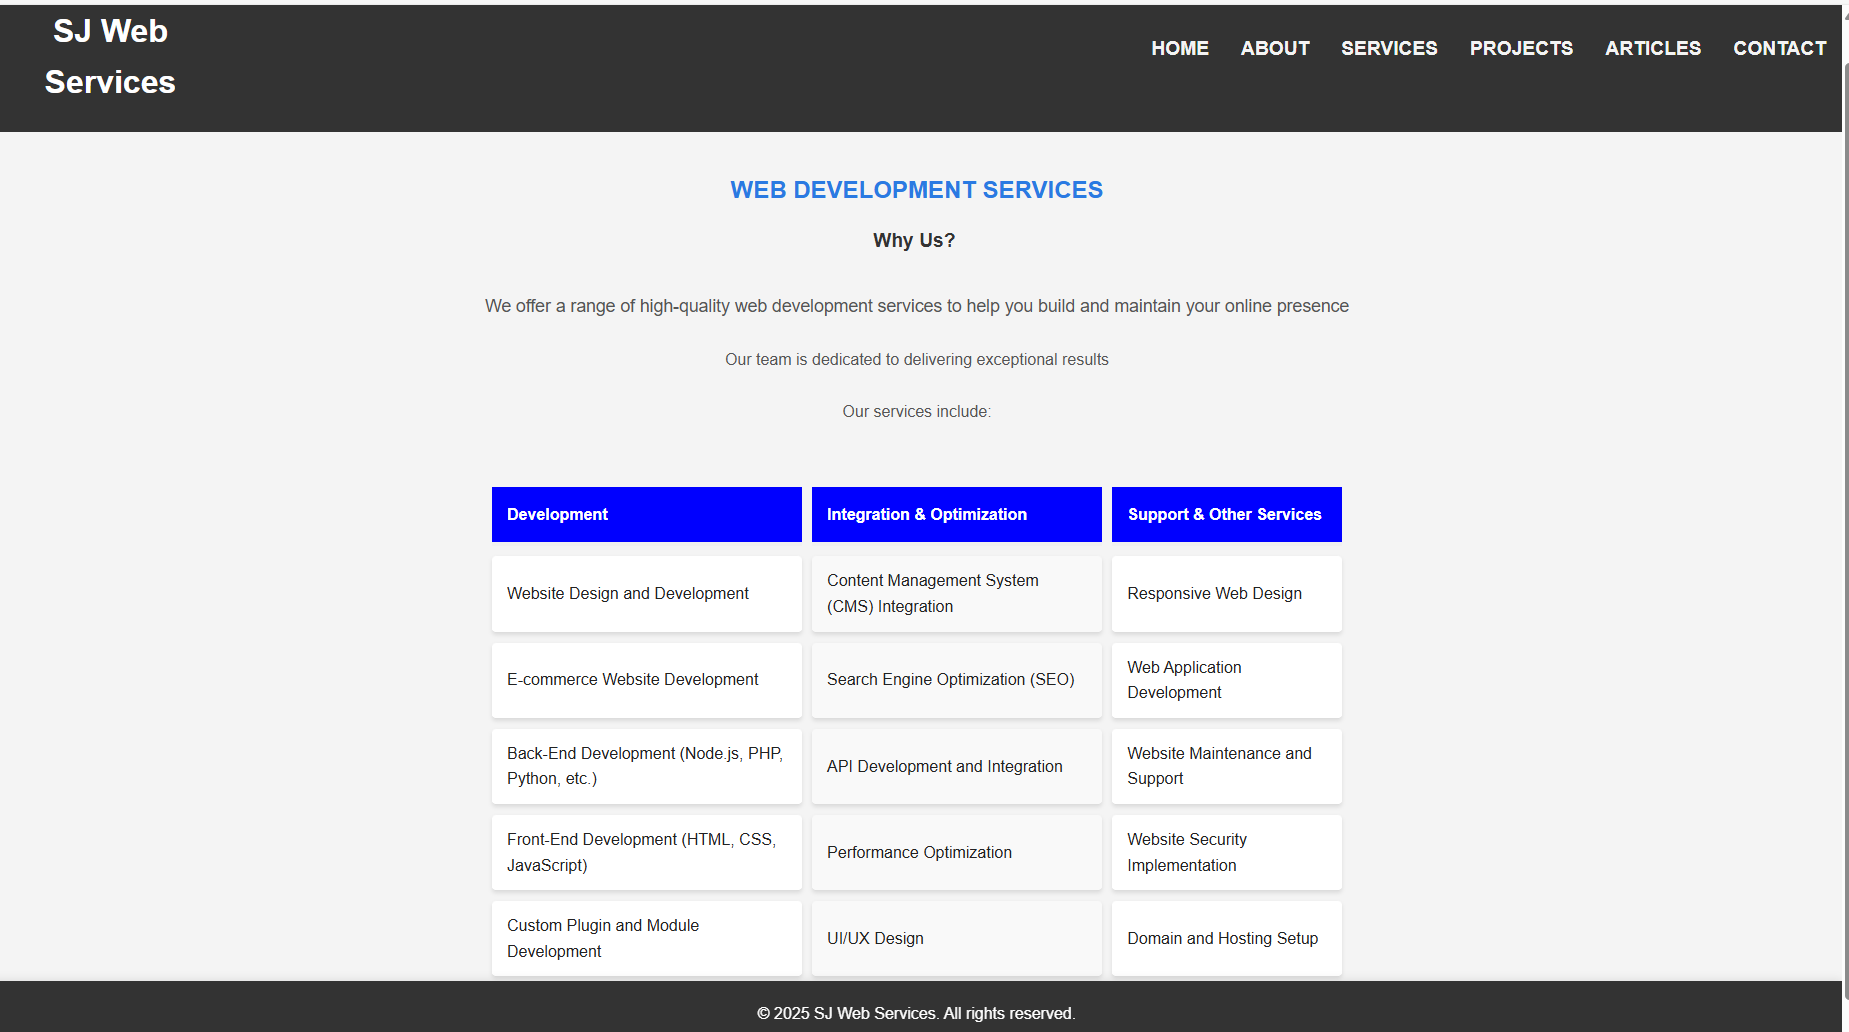 SJ Web
Services
HOME ABOUT SERVICES PROJECTS ARTICLES CONTACT
WEB DEVELOPMENT SERVICES
Why Us?
We offer a range of high-quality web development services to help you build and maintain your online presence
Our team is dedicated to delivering exceptional results
Our services include:
Development Integration & Optimization Support & Other Services
Website Design and Development
Content Management System
(CMS) Integration
Responsive Web Design
E-commerce Website Development
Search Engine Optimization (SEO)
Web Application
Development
Back-End Development (Node.js, PHP,
Python, etc.)
API Development and Integration
Website Maintenance and
Support
Front-End Development (HTML, CSS,
JavaScript)
Performance Optimization
Website Security
Implementation
Custom Plugin and Module
Development
UI/UX Design
Domain and Hosting Setup
© 2025 SJ Web Services. All rights reserved.